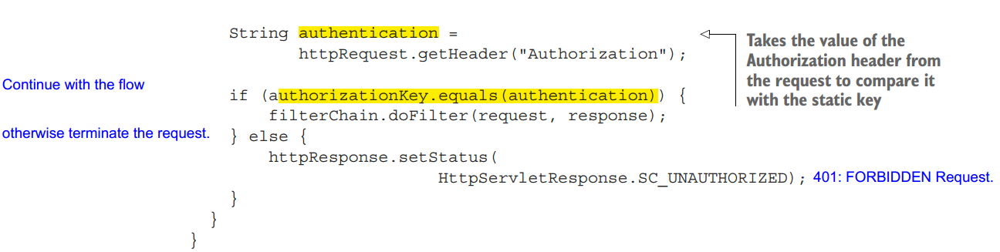 String authentication =
httpRequest.getHeader("Authorization");
Takes the value of the
Authorization header from
the request to compare it
with the static key
Continue with the flow
if (authorizationKey.equals(authentication)) {
filterChain.doFilter(request, response);
otherwise terminate the request.
} else {
httpResponse.setStatus(
HttpServletResponse.SC_UNAUTHORIZED);
401: FORBIDDEN Request.
}
}
}